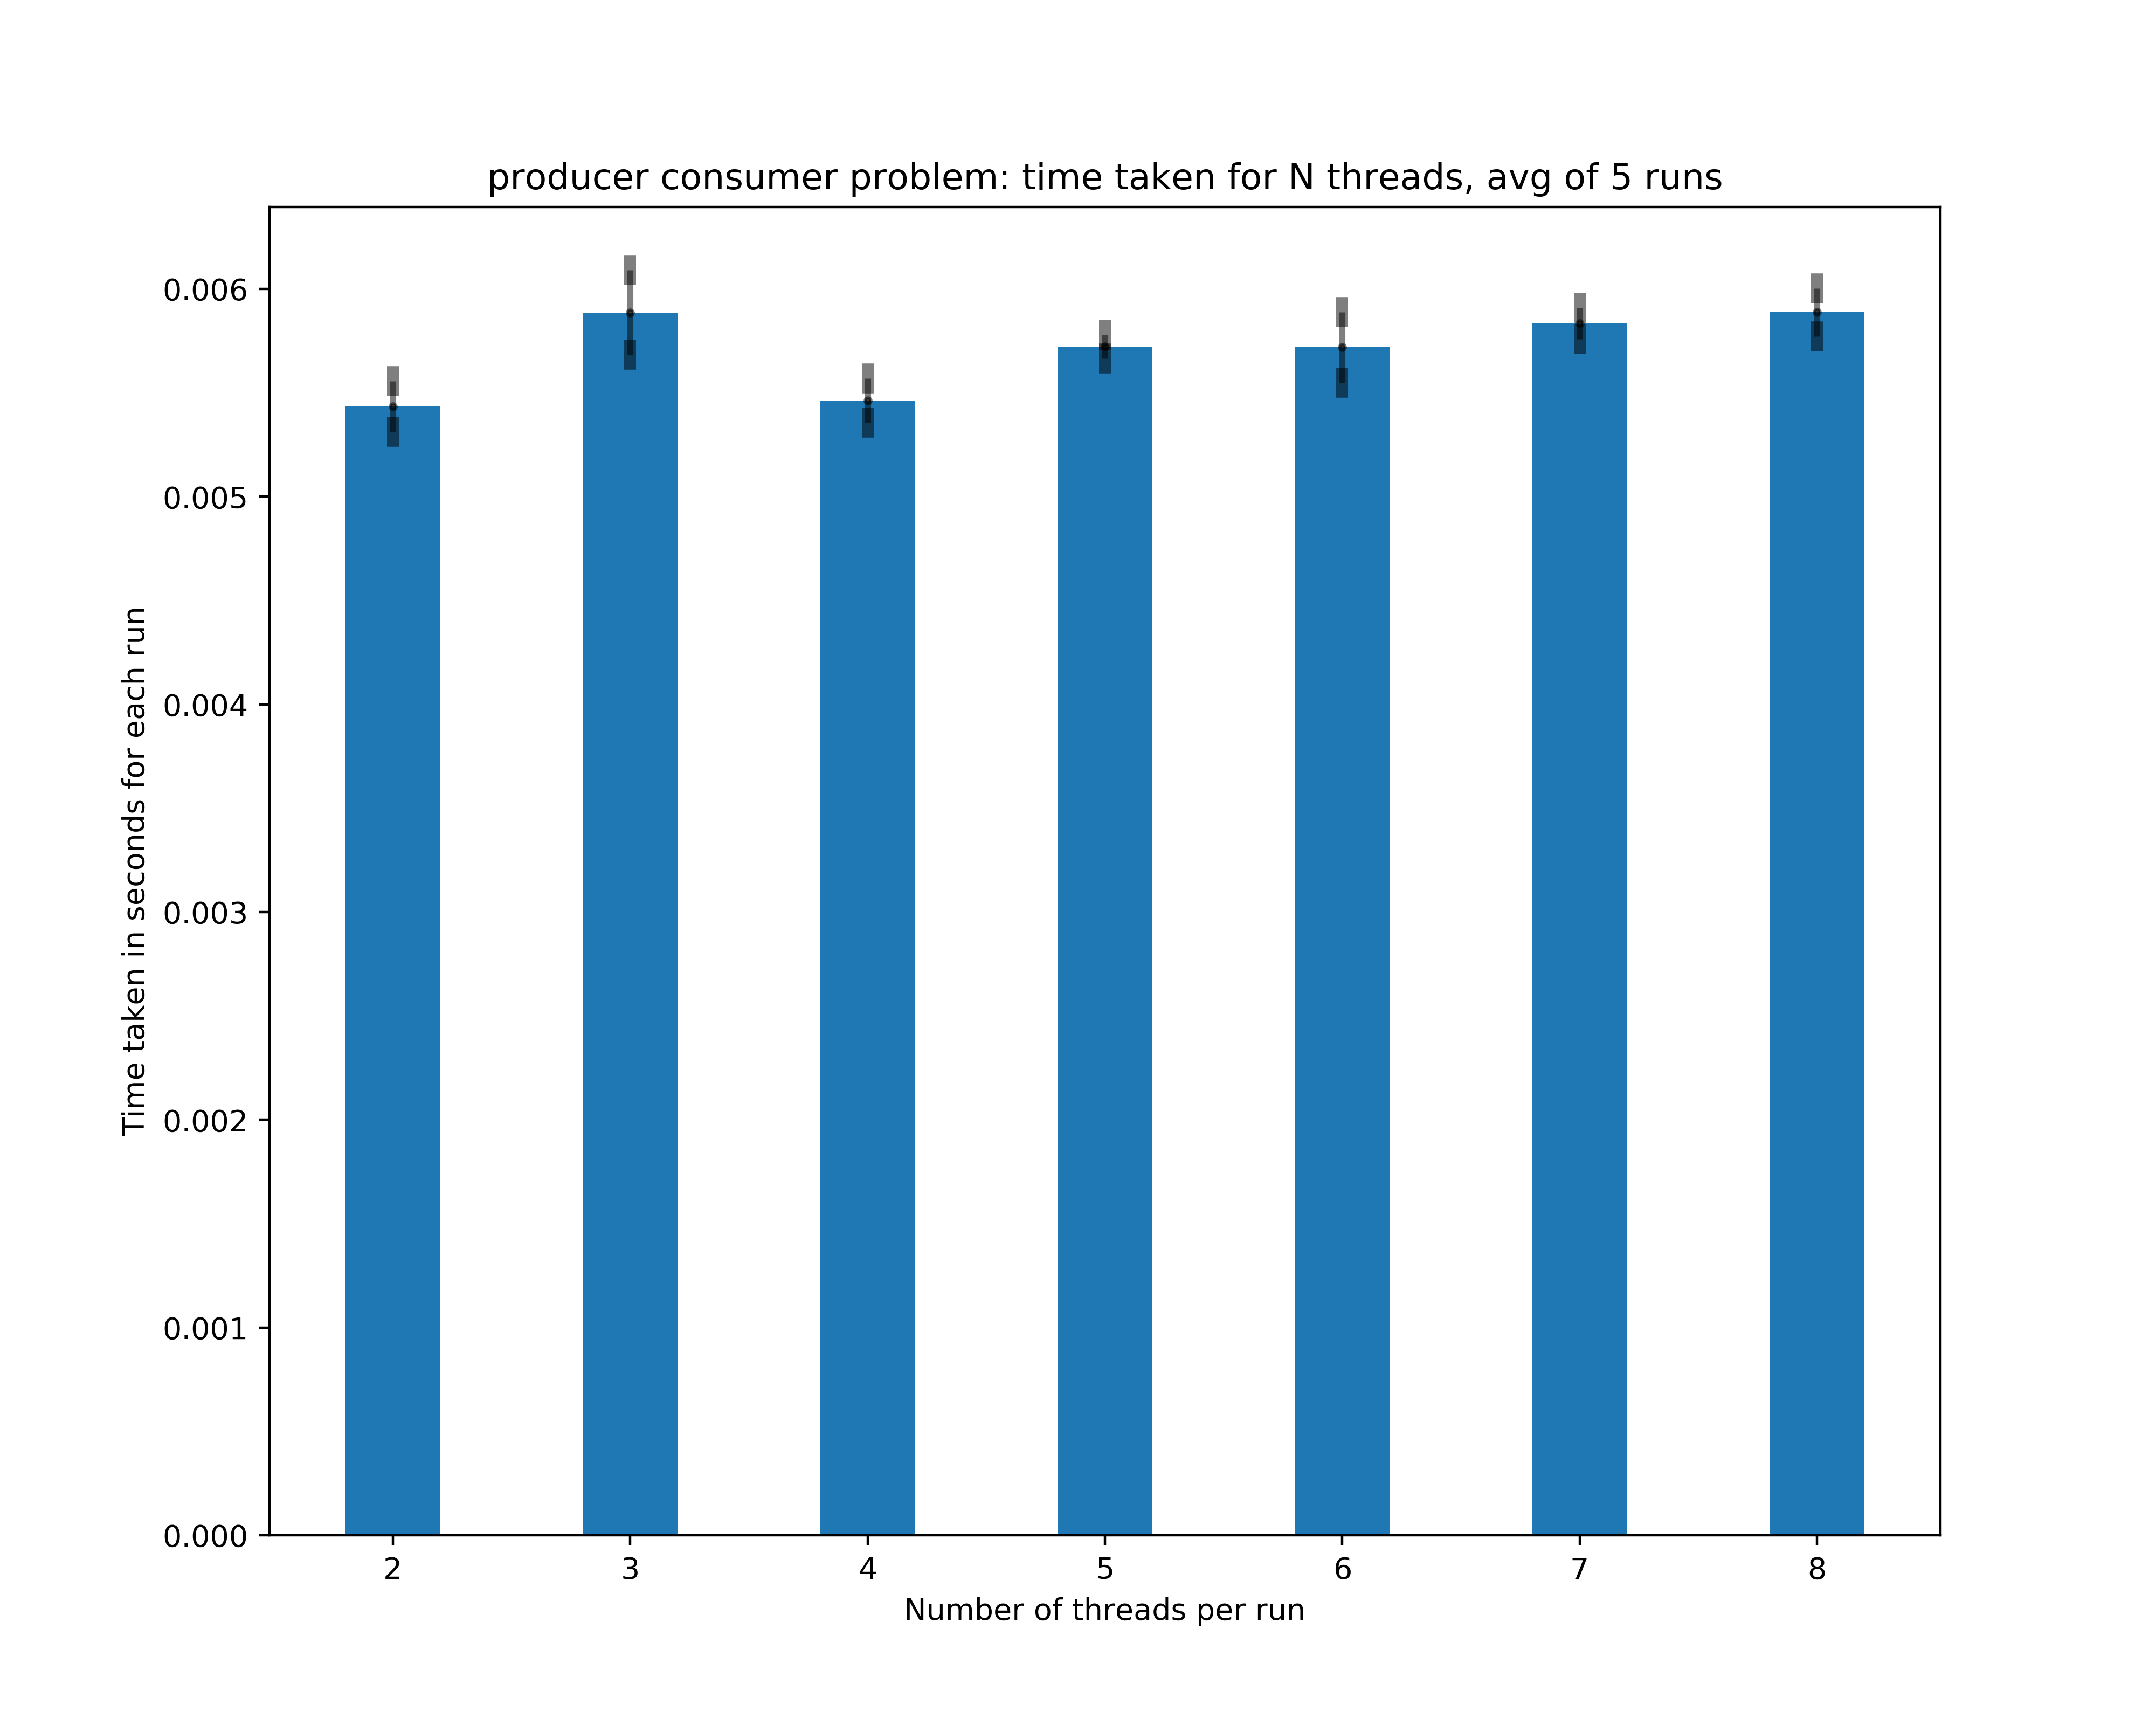 producer consumer problem: time taken for N threads, avg of 5 runs
Time taken in seconds for each run
0.006
0.005
0.004
0.003
0.002
0.001
0.000
2 3 4 5 6 7 8
Number of threads per run